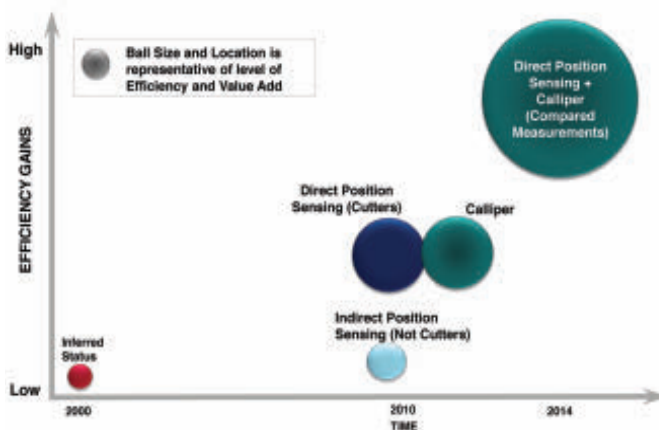 High
Ball Size and Location is
representative of level of
Efficiency and Value Add
Direct Position
Sensing +
Calliper
(Compared
Measurements)
Direct Position
Sensing (Cutters)
Calliper
EFFICIENCY GAINS
Indirect Position
Sensing (Not Cutters)
Inferred
Status
Low
2000
2010
2014
TIME